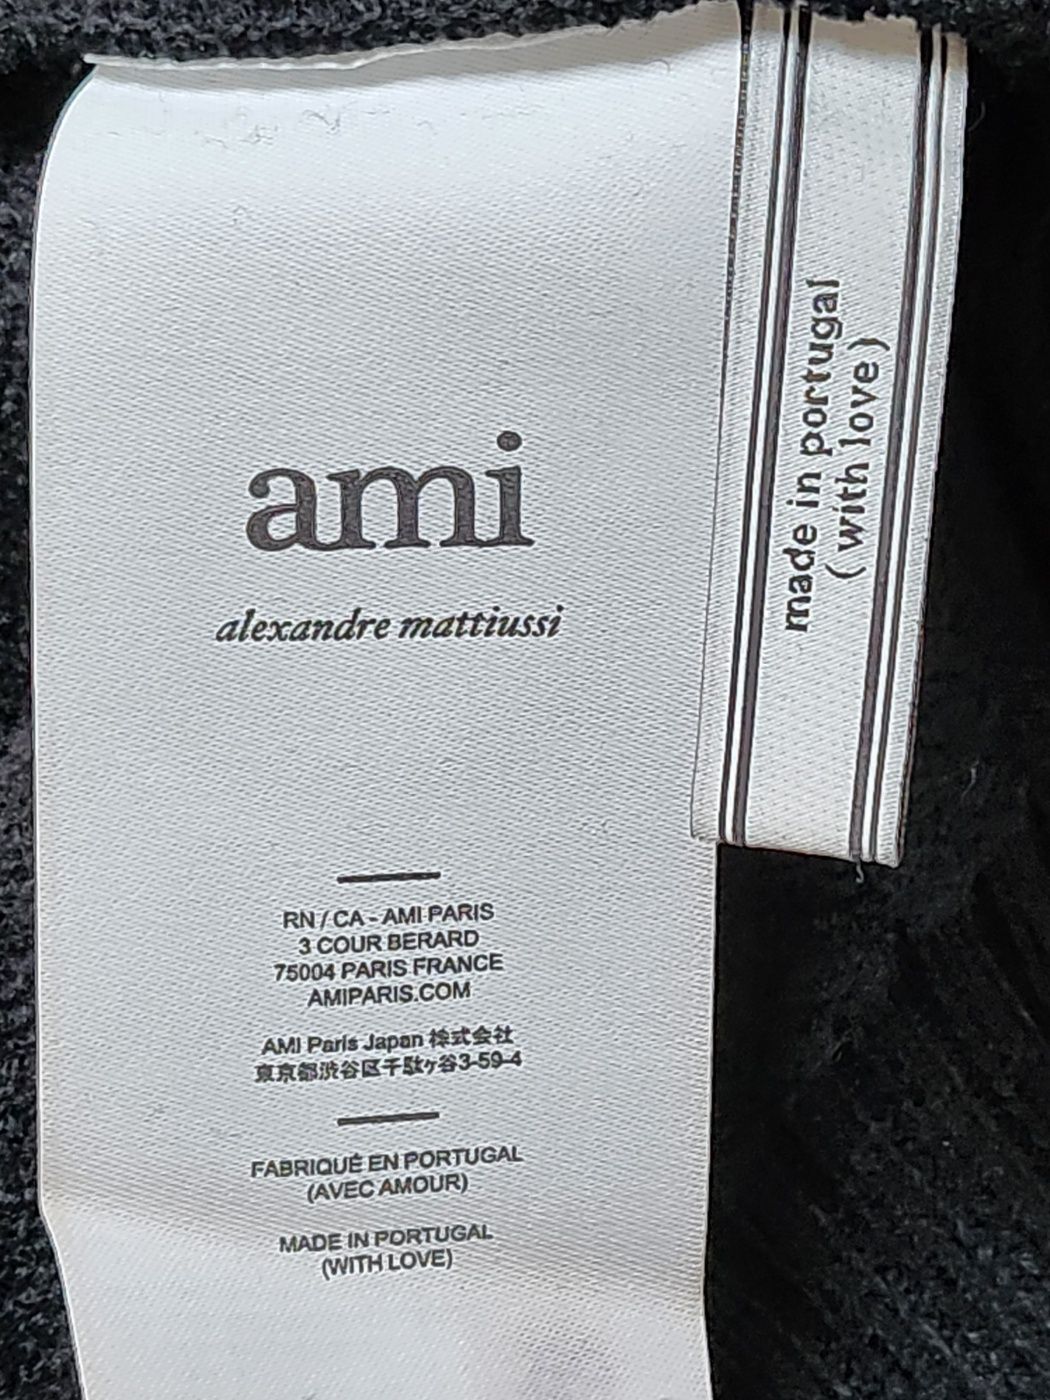 ami
alexandre mattiussi
RN / CA - AMI PARIS
3 COUR BERARD
75004 PARIS FRANCE
AMIPARIS.COM
AMI Paris Japan 株式会社
東京都渋谷区千駄ヶ谷3-59-4
FABRIQUÉ EN PORTUGAL
(AVEC AMOUR)
MADE IN PORTUGAL
(WITH LOVE)
made in portugal
( with love )